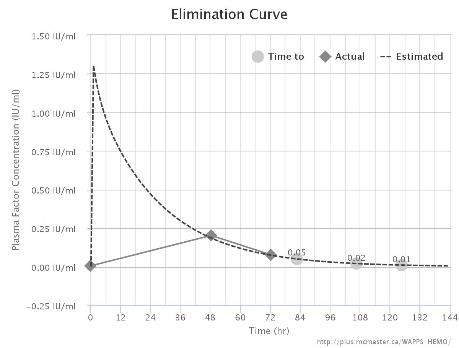 Elimination Curve
Time to
Actual
Estimated
Plasma Factor Concentration (IU/ml)
1.50 IU/ml
1.25 IU/ml
1.00 IU/ml
0.75 IU/ml
0.50 IU/ml
0.25 IU/ml
0.00 IU/ml
-0.25 IU/ml
0.05
0.02
0.01
0 12 24 36 48 60 72 84 96 108 120 132 144
Time (hr)
http://plus.mcmaster.ca/WAPPS_HEMO/